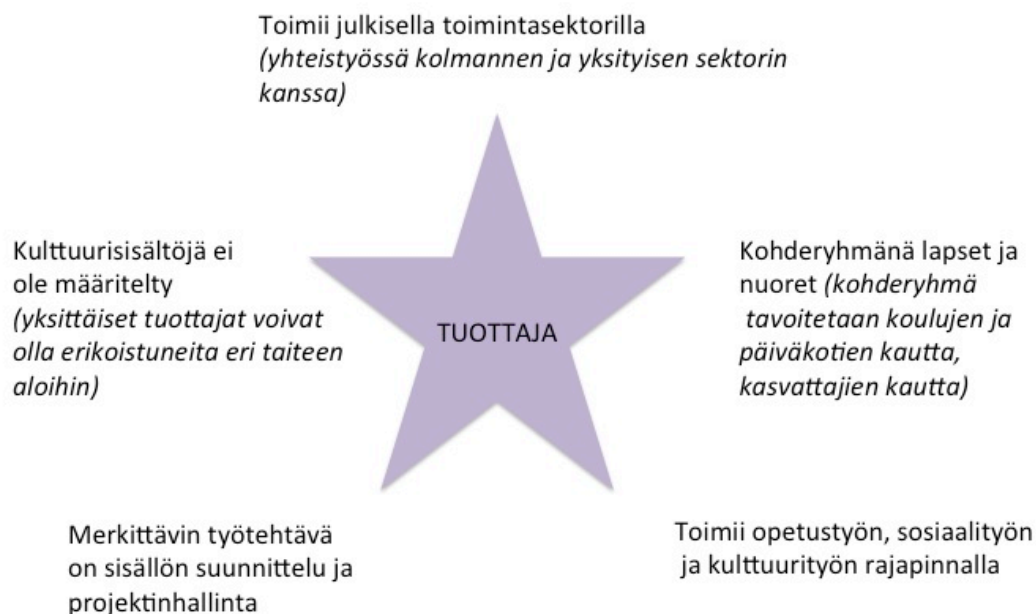 Toimii julkisella toimintasektorilla
(yhteistyössä kolmannen ja yksityisen sektorin
kanssa)
Kulttuurisisältöjä ei
ole määritelty
(yksittäiset tuottajat voivat
olla erikoistuneita eri taiteen
aloihin)
TUOTTAJA
Kohderyhmänä lapset ja
nuoret (kohderyhmä
tavoitetaan koulujen ja
päiväkotien kautta,
kasvattajien kautta)
Merkittävin työtehtävä
on sisällön suunnittelu ja
projektinhallinta
Toimii opetustyön, sosiaalityön
ja kulttuurityön rajapinnalla